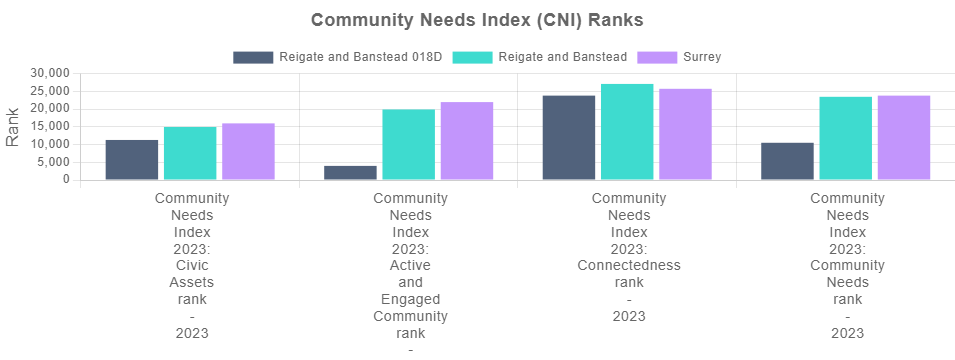 Community Needs Index (CNI) Ranks
Reigate and Banstead 018D Reigate and Banstead Surrey
Rank
30,000
25,000
20,000
15,000
10,000
5,000
0
Community
Needs
Index
2023:
Civic
Assets
rank
-
2023
Community
Needs
Index
2023:
Active
and
Engaged
Community
rank
-
Community
Needs
Index
2023:
Connectedness
rank
-
2023
Community
Needs
Index
2023:
Community
Needs
rank
-
2023